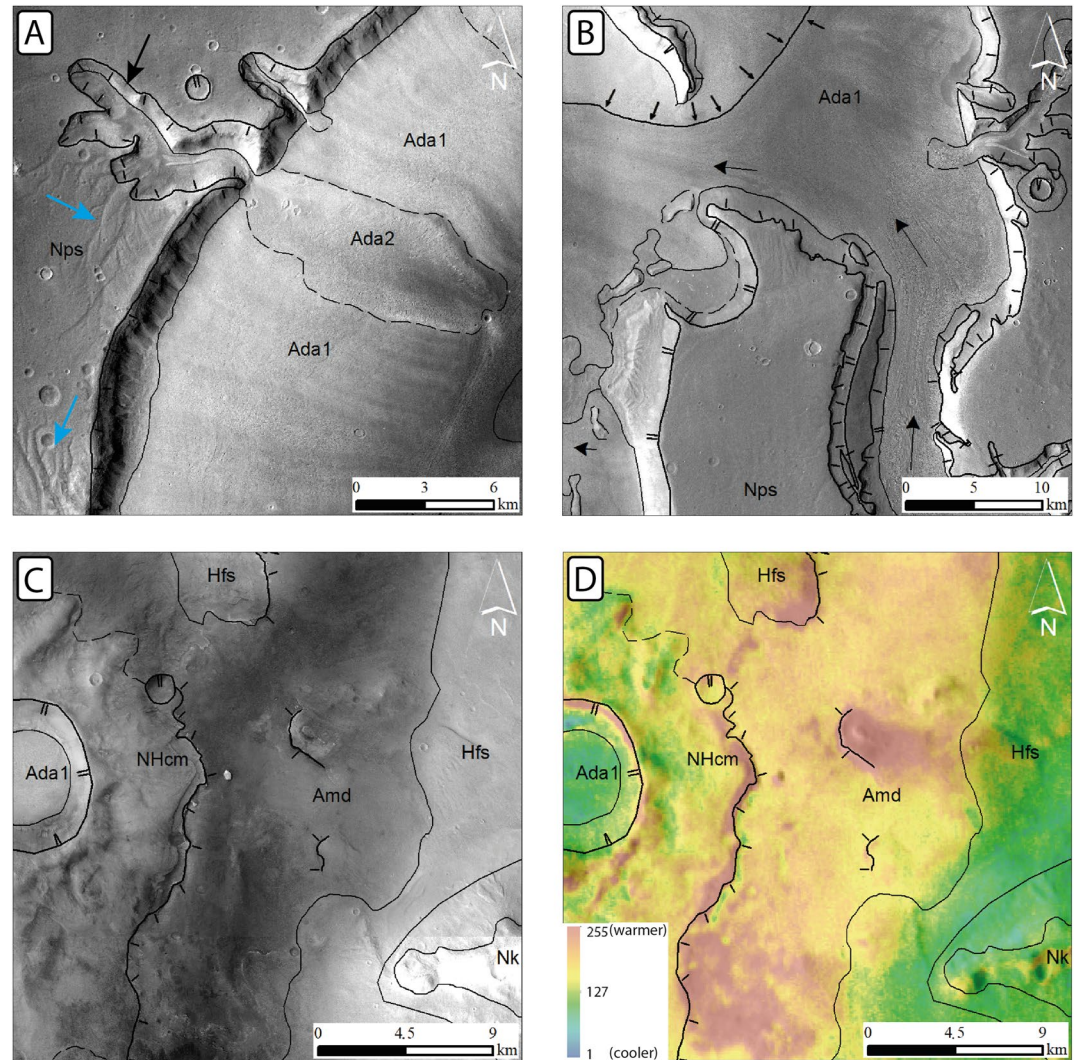 A
N
Ada1
Ada2
Nps
Ada1
0 3 6
km
B
N
Ada1
Nps
0 5 10
km
C
N
Hfs
Ada1
NHcm
Hfs
Amd
Nk
0 4.5 9
km
D
N
Hfs
Ada1
NHcm
Hfs
Amd
255 (warmer)
127
1 (cooler)
Nk
0 4.5 9
km